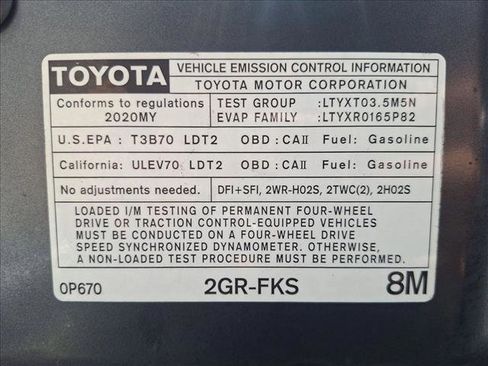 TOYOTA
VEHICLE EMISSION CONTROL INFORMATION
TOYOTA MOTOR CORPORATION
Conforms to regulations
2020MY
TEST GROUP :LTYXT03.5M5N
EVAP FAMILY :LTYXR0165P82
U.S.EPA : T3B70 LDT2 OBD :CAII Fuel: Gasoline
California: ULEV70 LDT2 OBD :CAII Fuel: Gasoline
No adjustments needed. DFI+SFI, 2WR-HO2S, 2TWC(2), 2HO2S
LOADED I/M TESTING OF PERMANENT FOUR-WHEEL
DRIVE OR TRACTION CONTROL-EQUIPPED VEHICLES
MUST BE CONDUCTED ON A FOUR-WHEEL DRIVE
SPEED SYNCHRONIZED DYNAMOMETER. OTHERWISE,
A NON-LOADED TEST PROCEDURE MUST BE PERFORMED.
0P670 2GR-FKS 8M